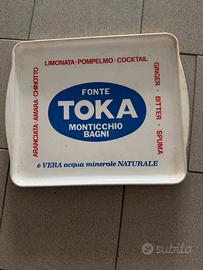 LIMONATA·POMPELMO·COCKTAIL
ARANCIATA·AMARA·CHINOTTO
GINGER·BITTER·SPUMA
FONTE
TOKA
MONTICCHIO
BAGNI
è VERA acqua minerale NATURALE
subito